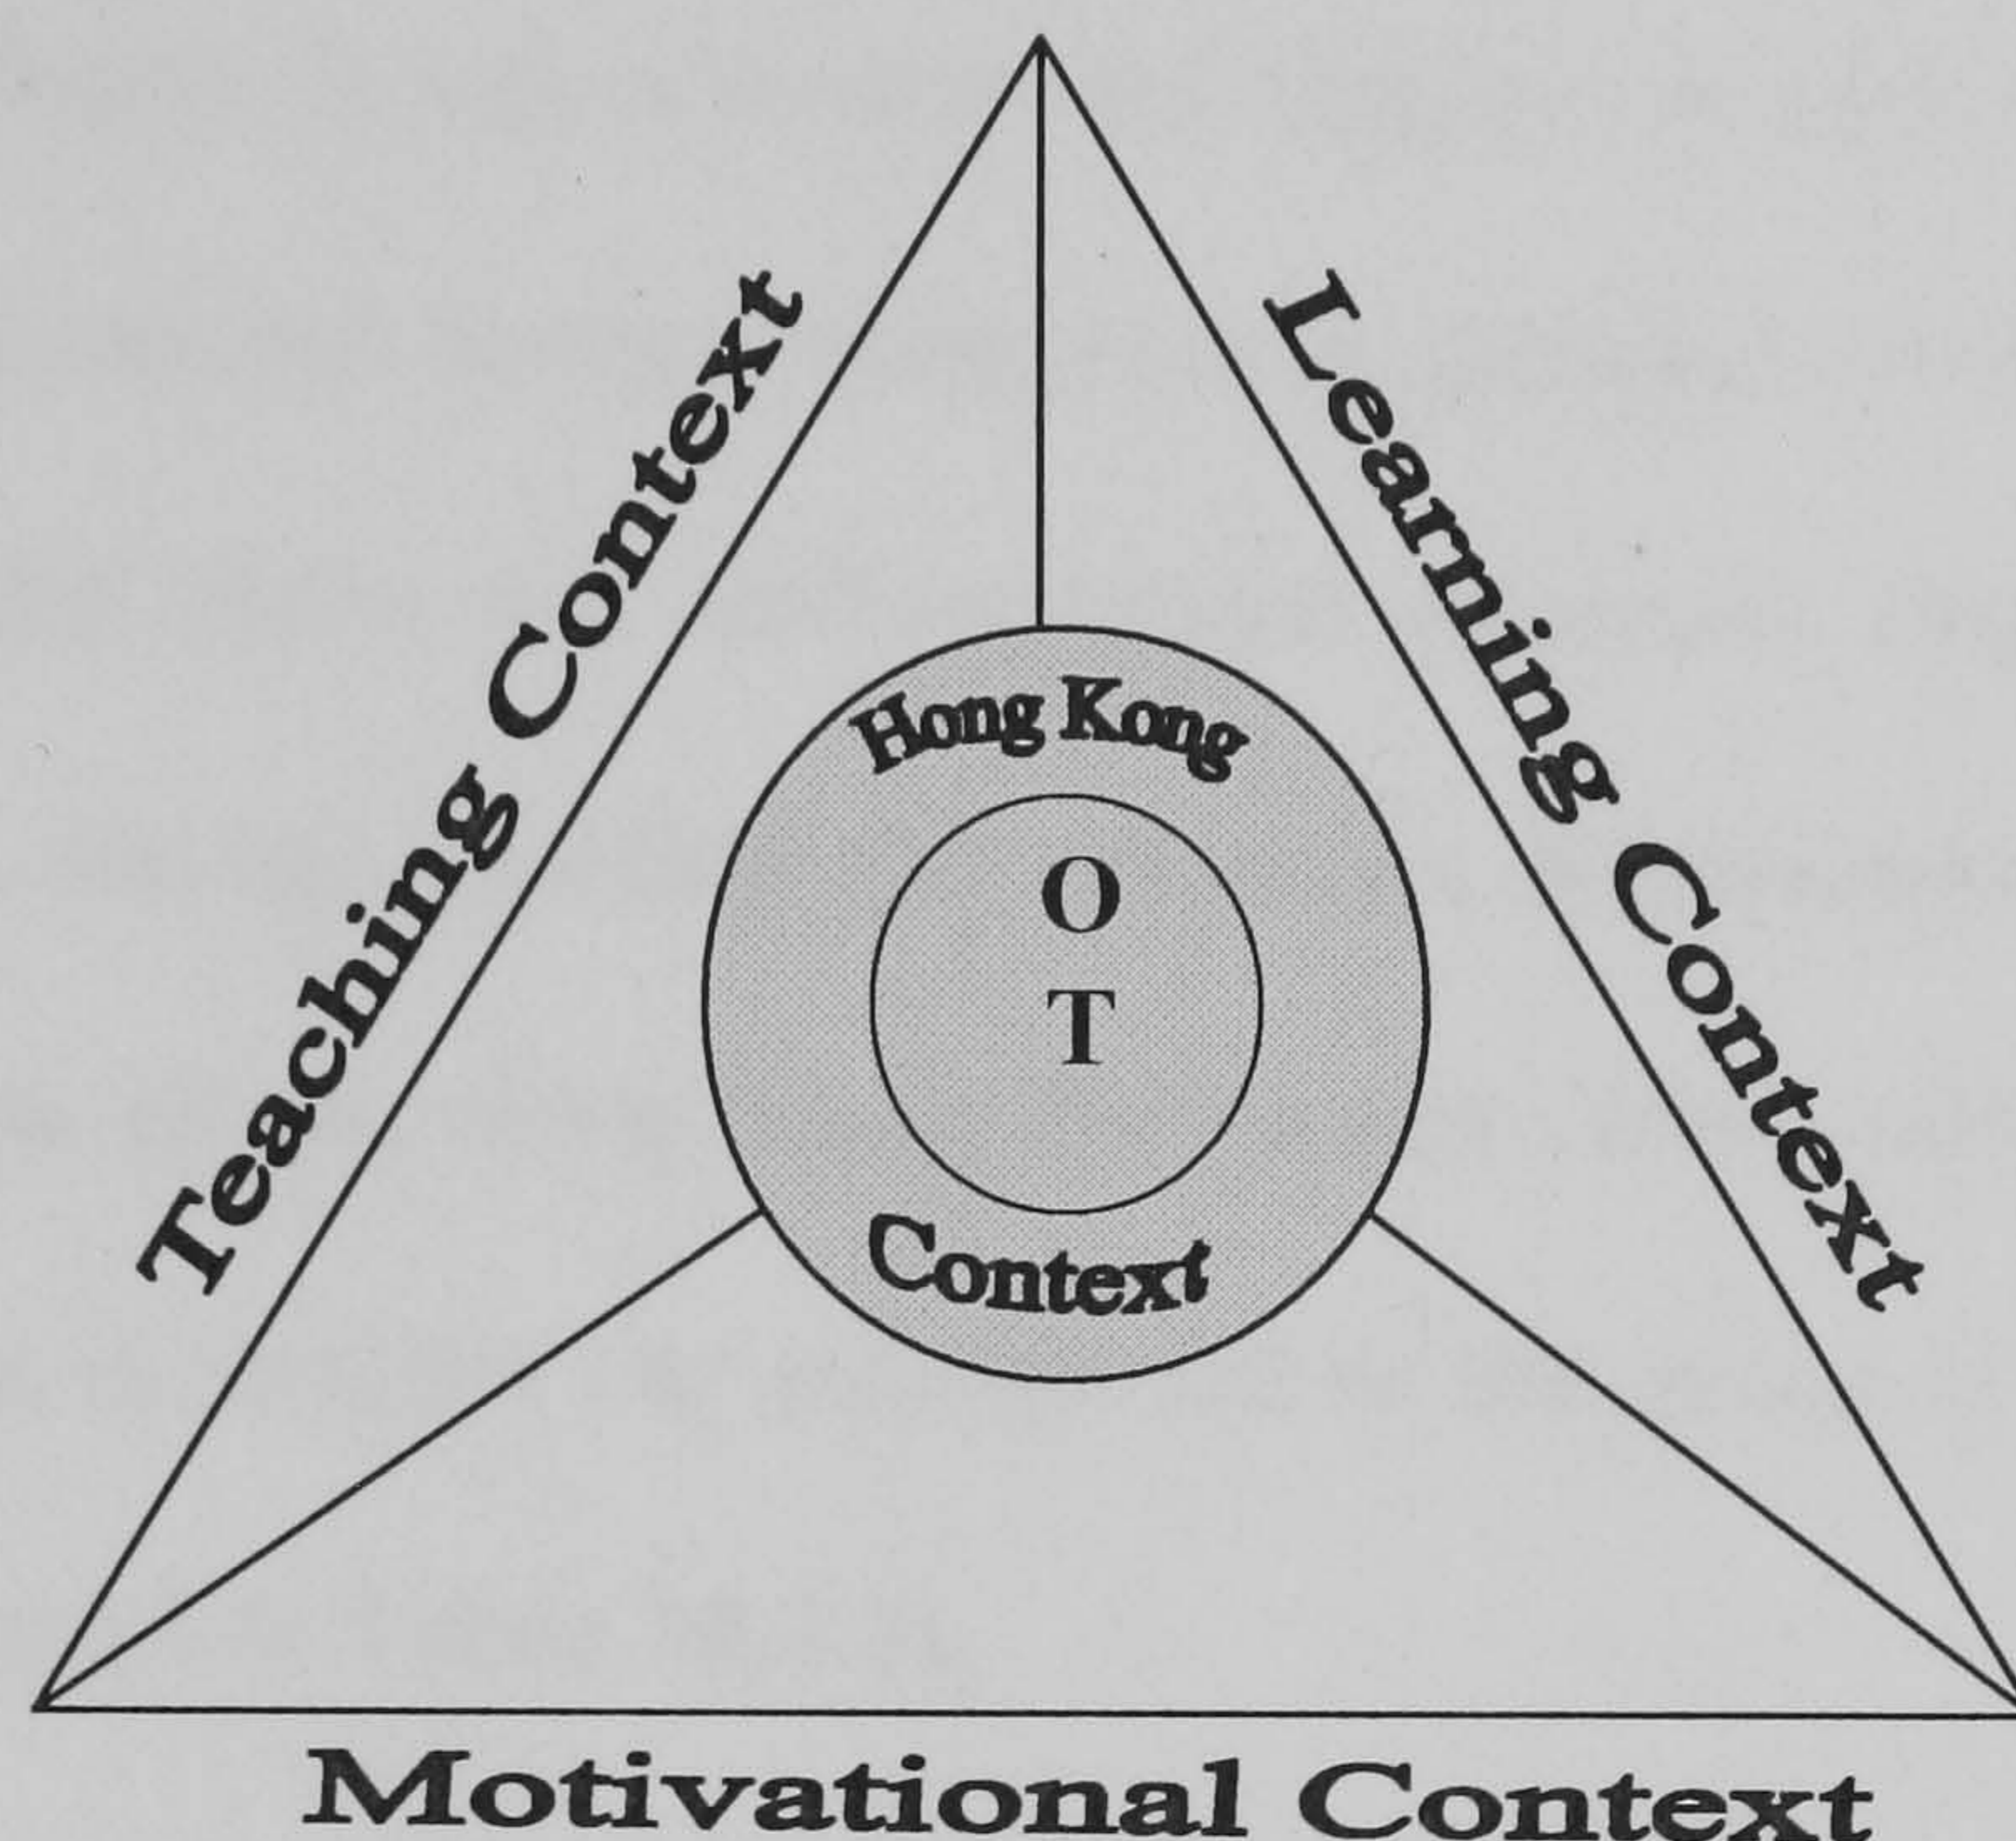 Teaching Context
Learning Context
Hong Kong
O
T
Context
Motivational Context